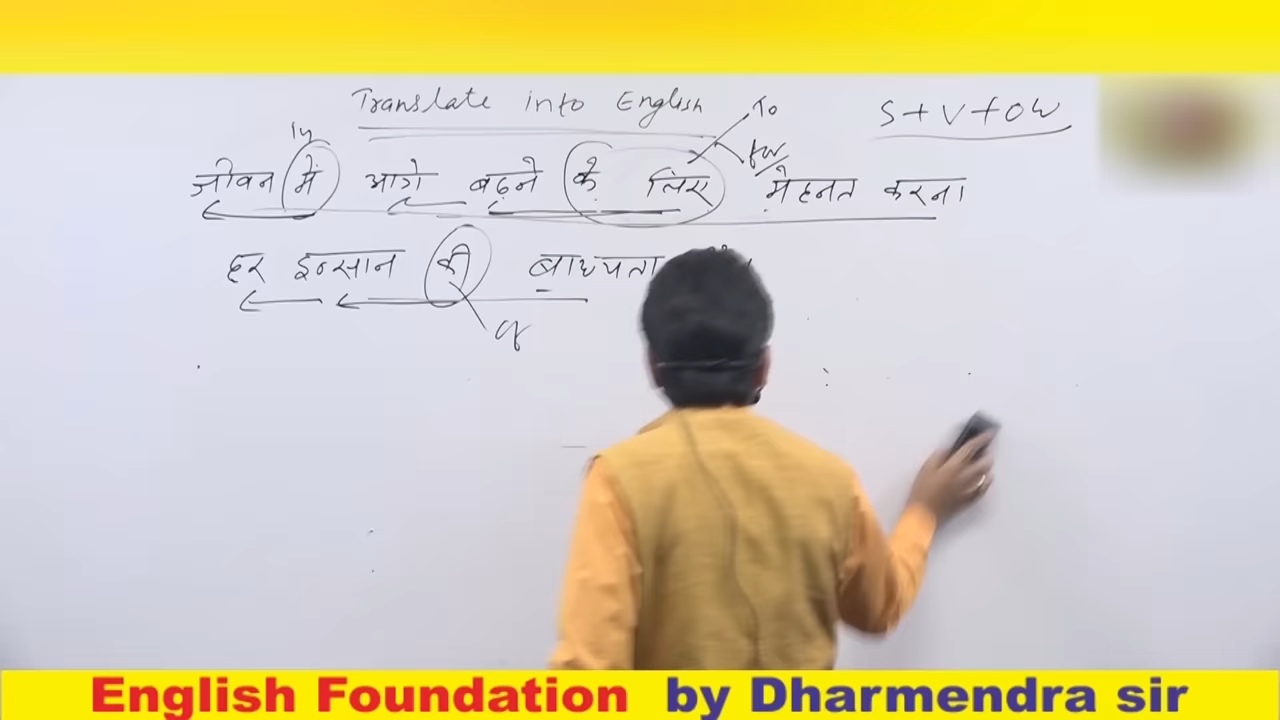 Translate into English
S + V + OW
To
In
for
जीवन में आगे बढ़ने के लिए मेहनत करना
हर इन्सान की बाध्यता
of
English Foundation by Dharmendra sir